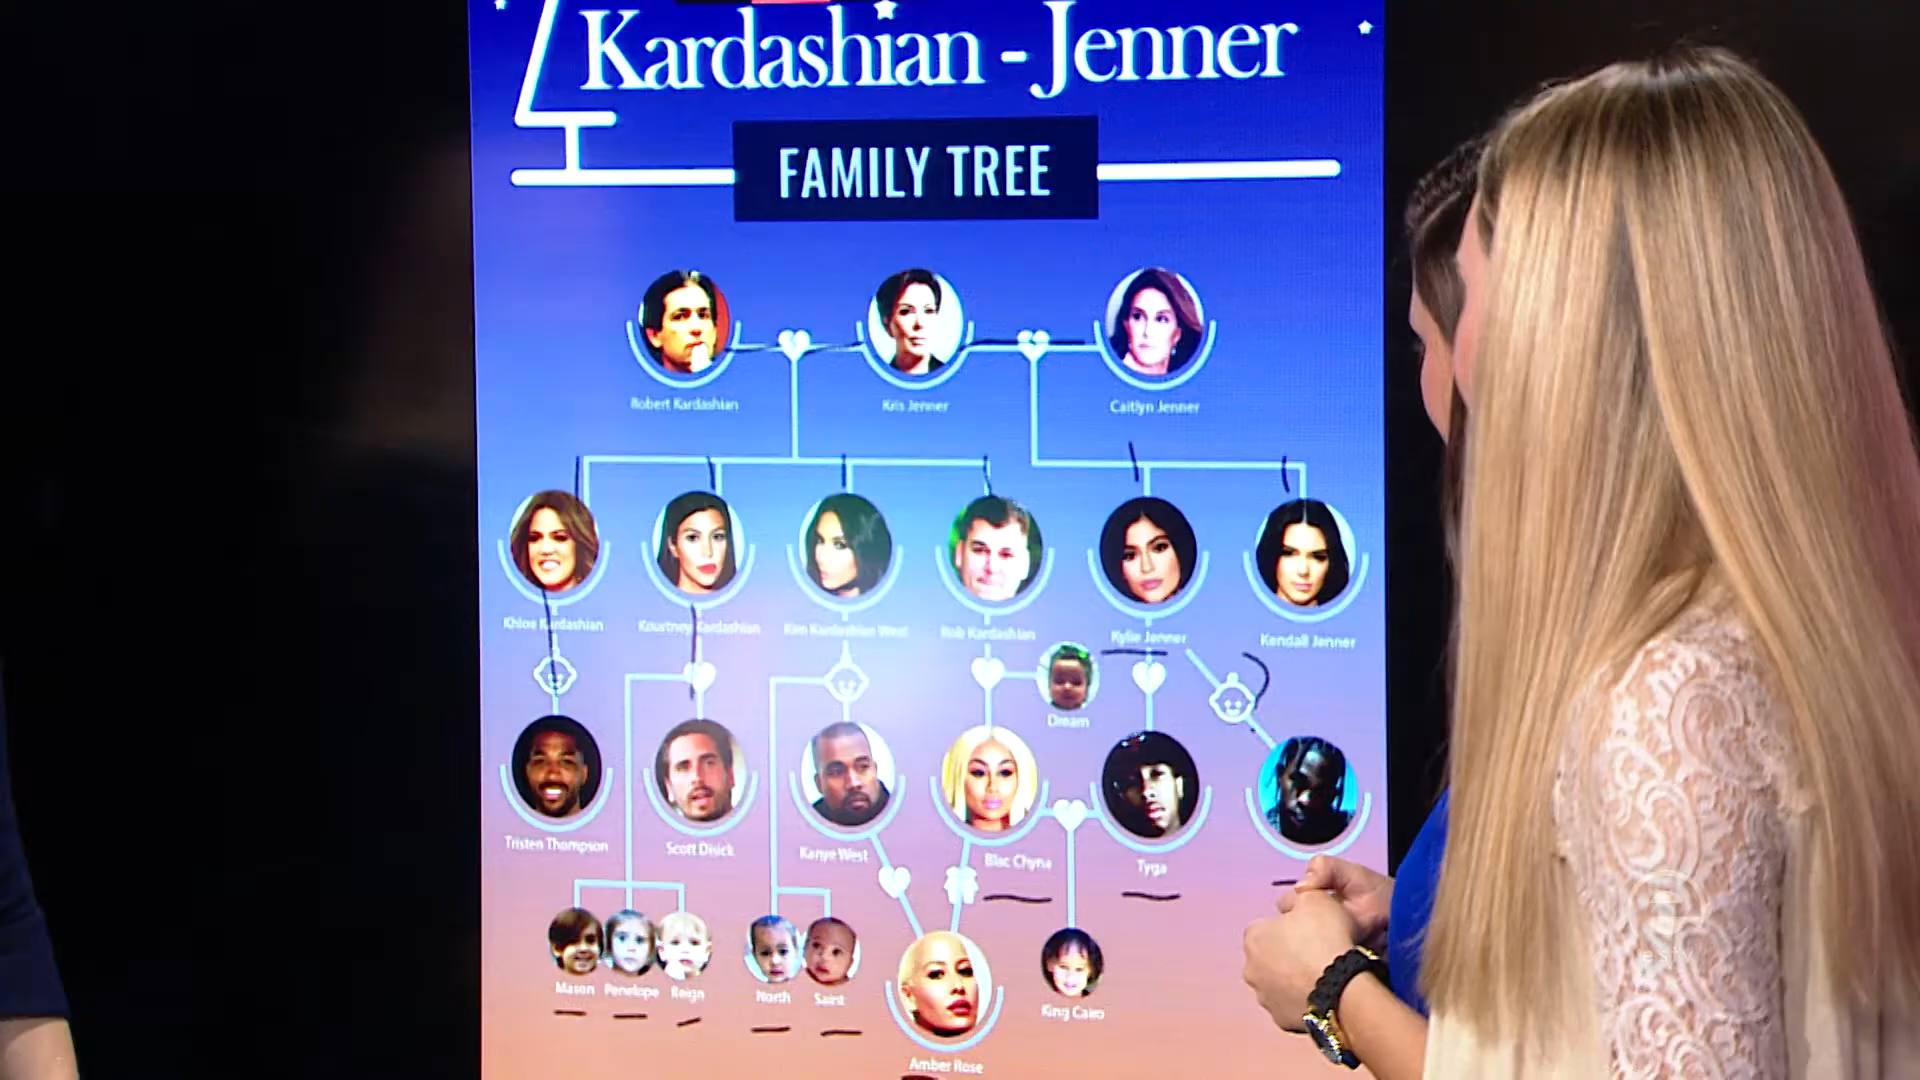 Kardashian - Jenner
FAMILY TREE
Robert Kardashian
Kris Jenner
Caitlyn Jenner
Khloe Kardashian
Kourtney Kardashian
Kim Kardashian West
Rob Kardashian
Kylie Jenner
Kendall Jenner
Dream
Tristen Thompson
Scott Disick
Kanye West
Blac Chyna
Tyga
Mason
Penelope
Reign
North
Saint
King Cairo
Amber Rose